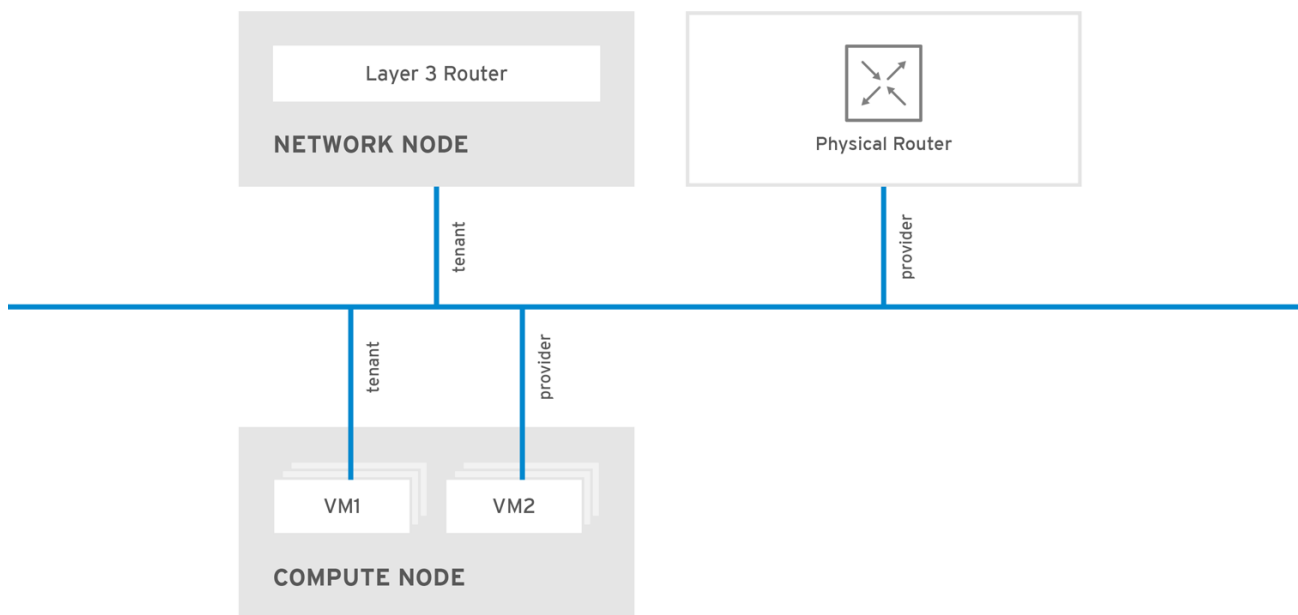 Layer 3 Router
NETWORK NODE
Physical Router
tenant
provider
tenant
provider
VM1
VM2
COMPUTE NODE